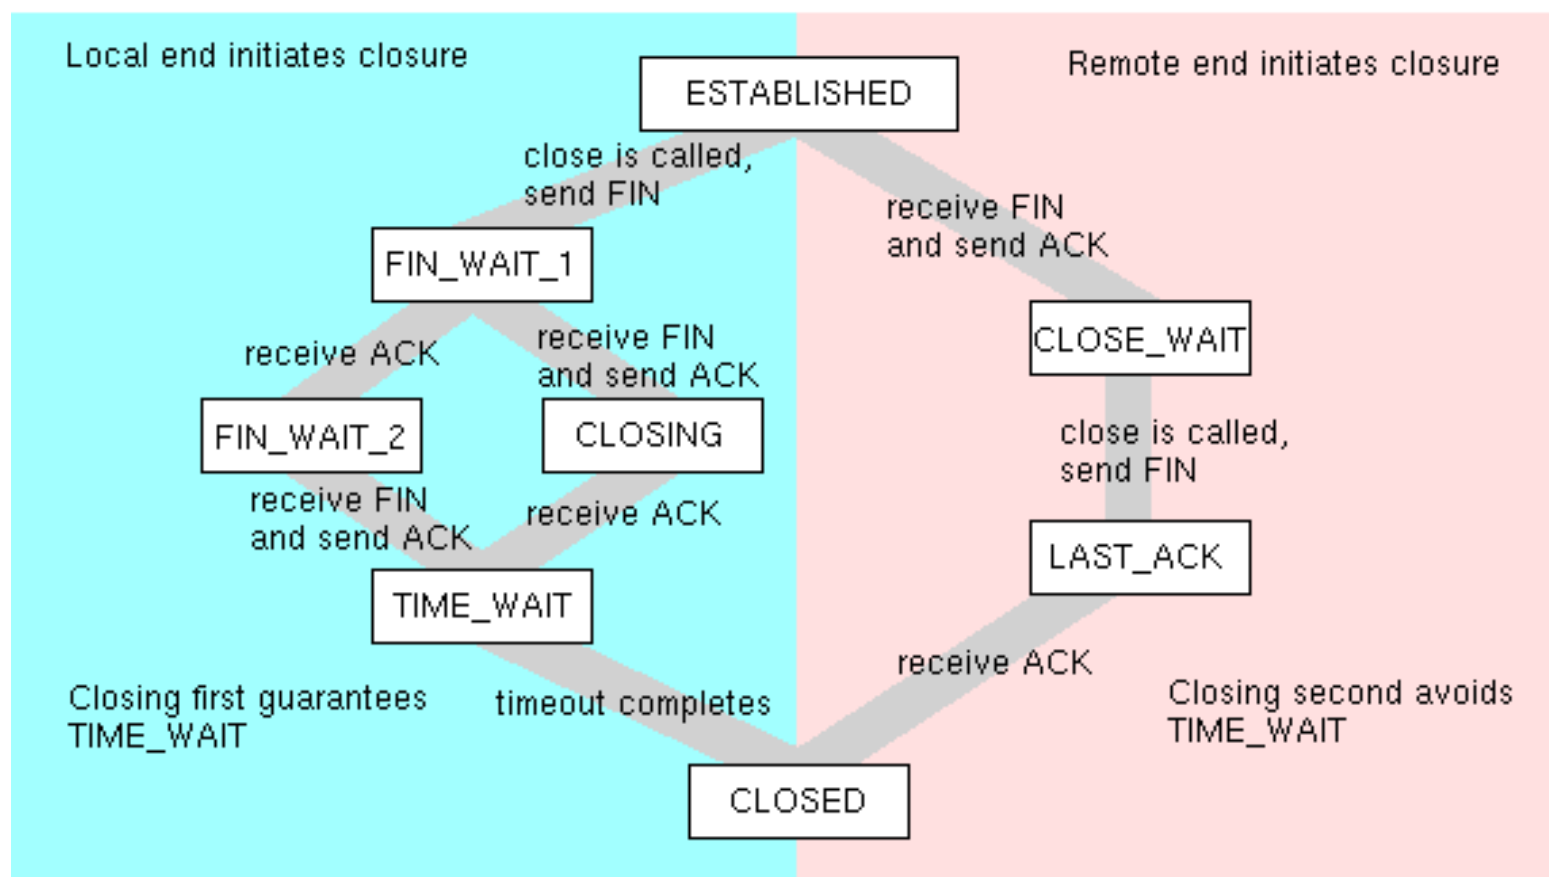 Local end initiates closure
Remote end initiates closure
ESTABLISHED
close is called,
send FIN
receive FIN
and send ACK
FIN_WAIT_1
CLOSE_WAIT
receive ACK
receive FIN
and send ACK
FIN_WAIT_2
CLOSING
close is called,
send FIN
receive FIN
and send ACK
receive ACK
LAST_ACK
TIME_WAIT
receive ACK
Closing first guarantees
TIME_WAIT
timeout completes
Closing second avoids
TIME_WAIT
CLOSED